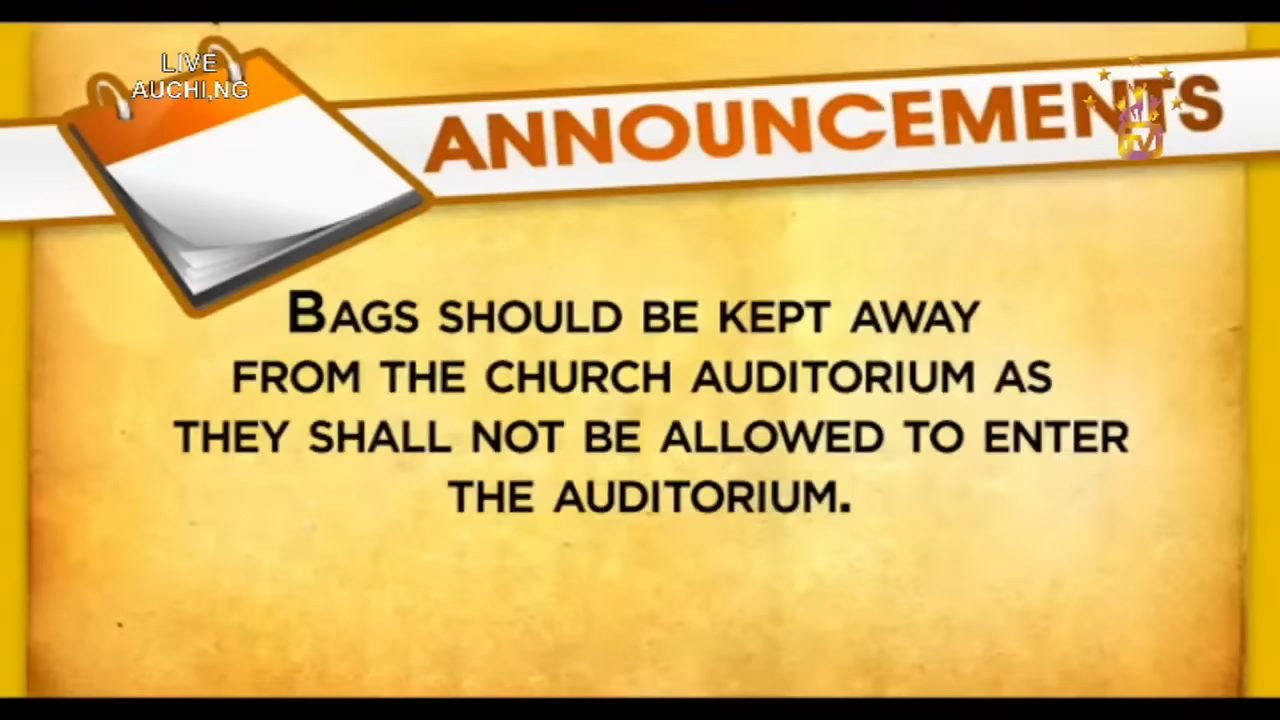 LIVE
AUCHI,NG
ANNOUNCEMENTS
BAGS SHOULD BE KEPT AWAY
FROM THE CHURCH AUDITORIUM AS
THEY SHALL NOT BE ALLOWED TO ENTER
THE AUDITORIUM.